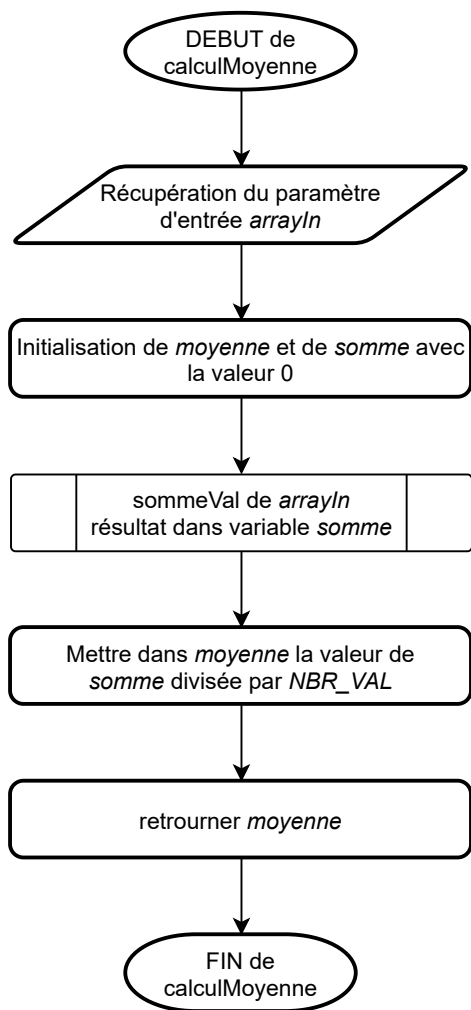 DEBUT de
calculMoyenne
Récupération du paramètre
d'entrée arrayIn
Initialisation de moyenne et de somme avec
la valeur 0
sommeVal de arrayIn
résultat dans variable somme
Mettre dans moyenne la valeur de
somme divisée par NBR_VAL
retrourner moyenne
FIN de
calculMoyenne